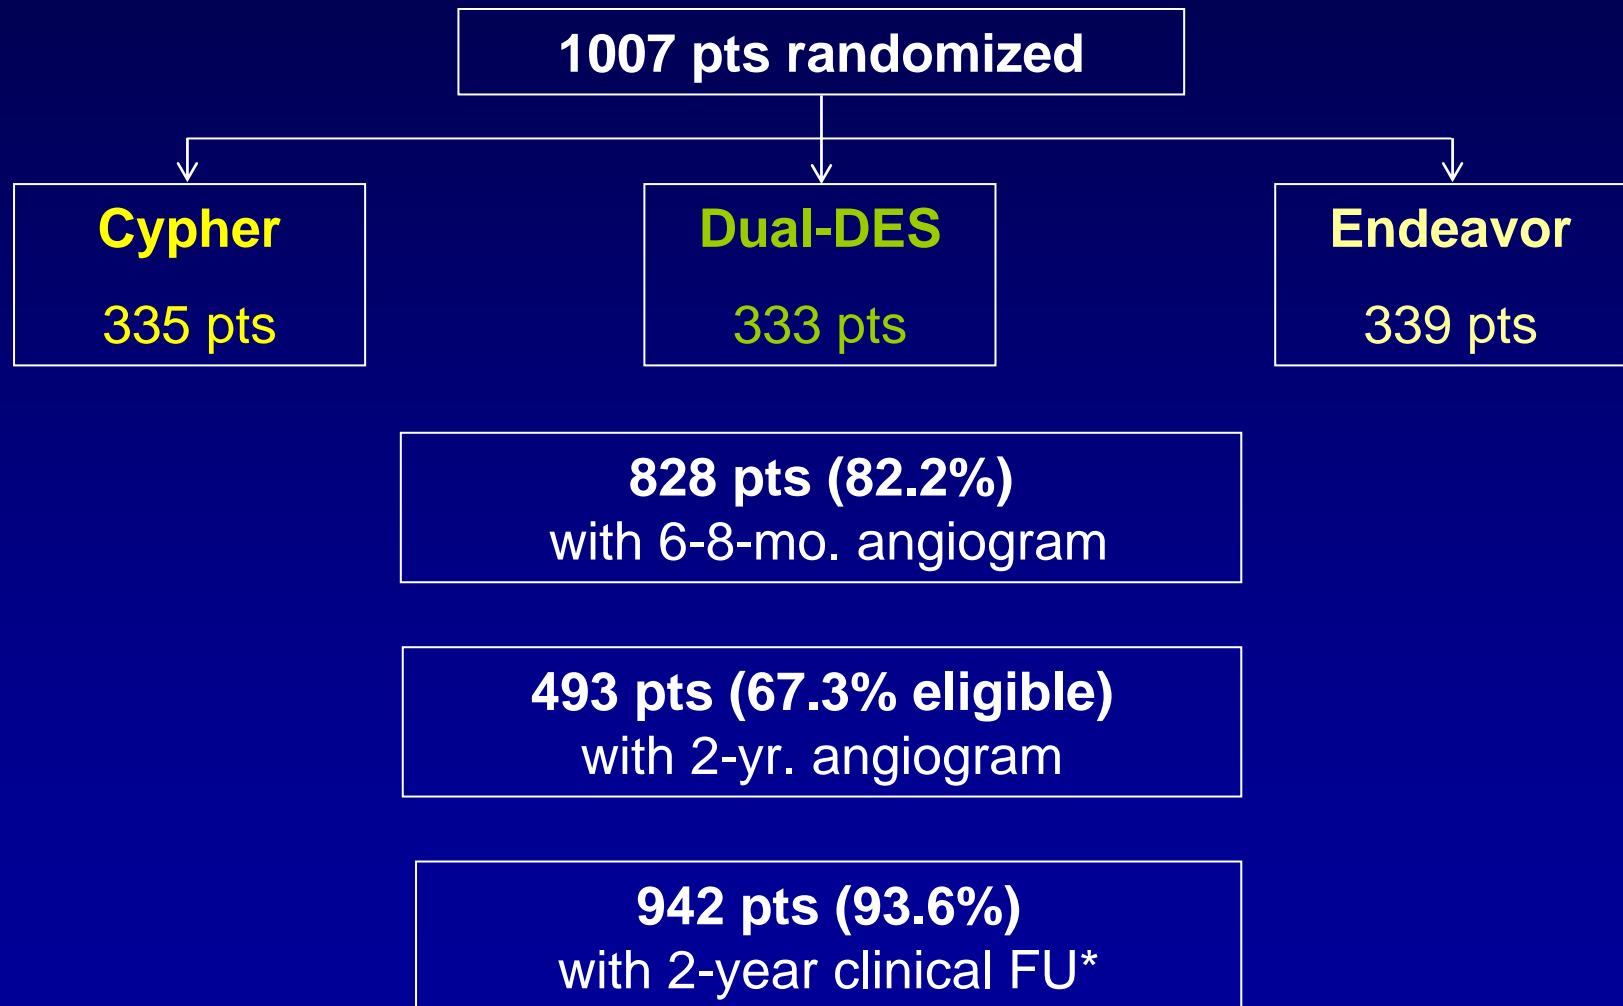 1007 pts randomized
Cypher
335 pts
Dual-DES
333 pts
Endeavor
339 pts
828 pts (82.2%)
with 6-8-mo. angiogram
493 pts (67.3% eligible)
with 2-yr. angiogram
942 pts (93.6%)
with 2-year clinical FU*